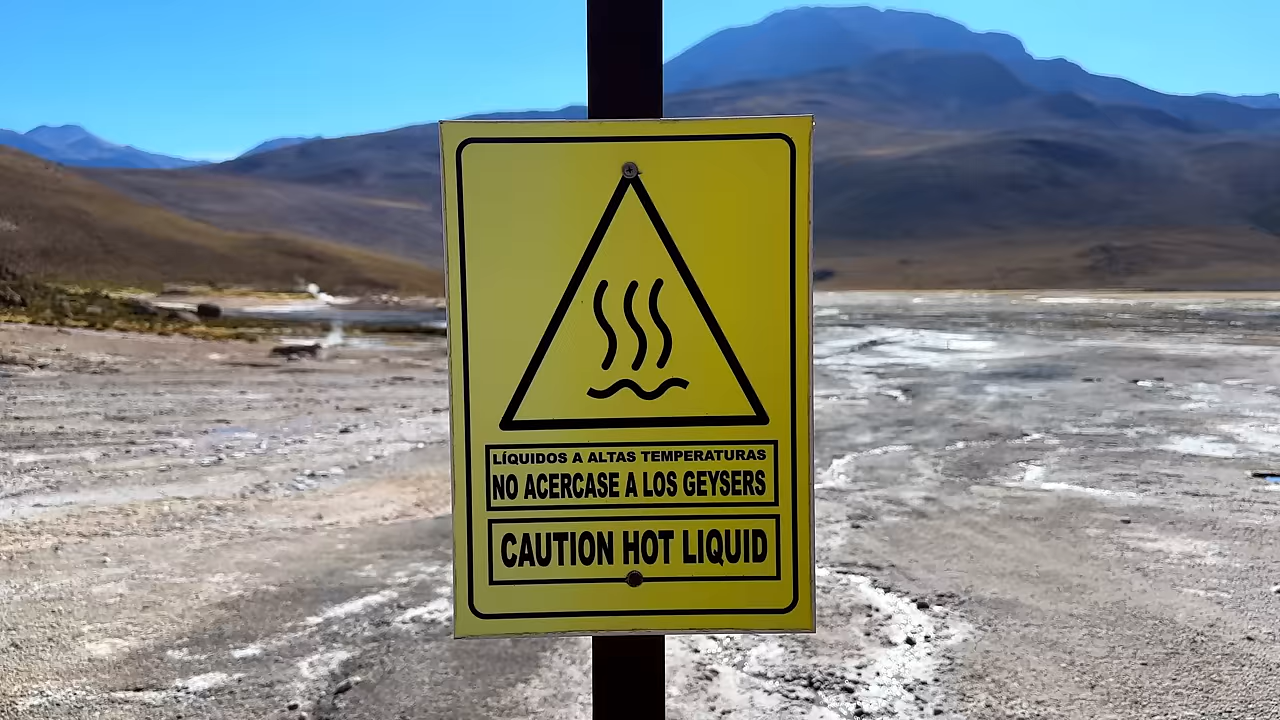 LÍQUIDOS A ALTAS TEMPERATURAS
NO ACERCASE A LOS GEYSERS
CAUTION HOT LIQUID